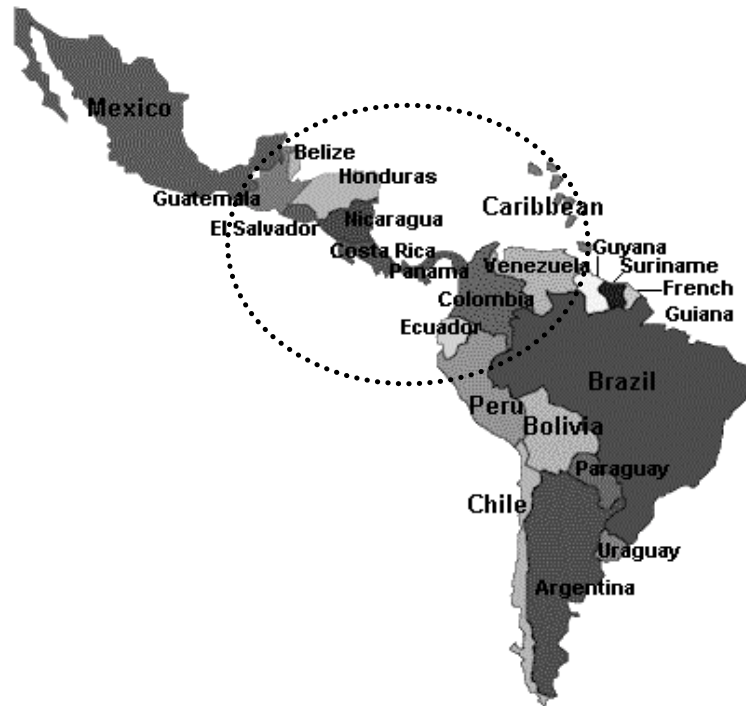 Mexico
Belize
Honduras
Guatemala
El Salvador
Nicaragua
Caribbean
Costa Rica
Panama
Venezuela
Guyana
Suriname
French
Guiana
Colombia
Ecuador
Brazil
Peru
Bolivia
Paraguay
Chile
Uraguay
Argentina